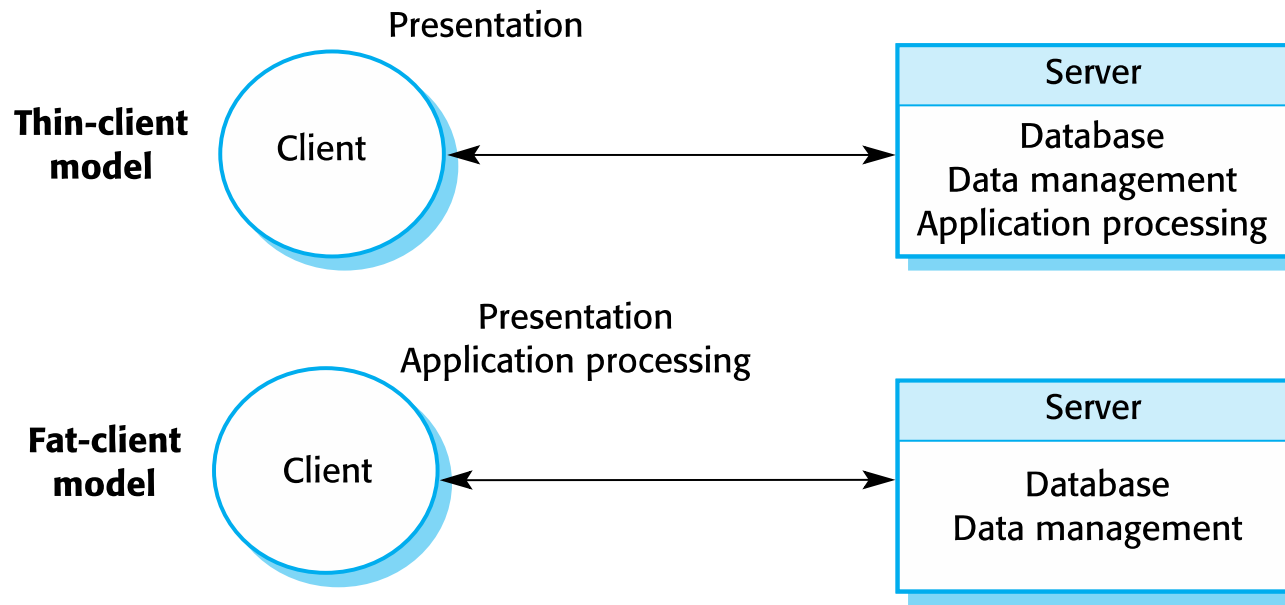 Presentation
Thin-client
model
Client
Server
Database
Data management
Application processing
Presentation
Application processing
Fat-client
model
Client
Server
Database
Data management